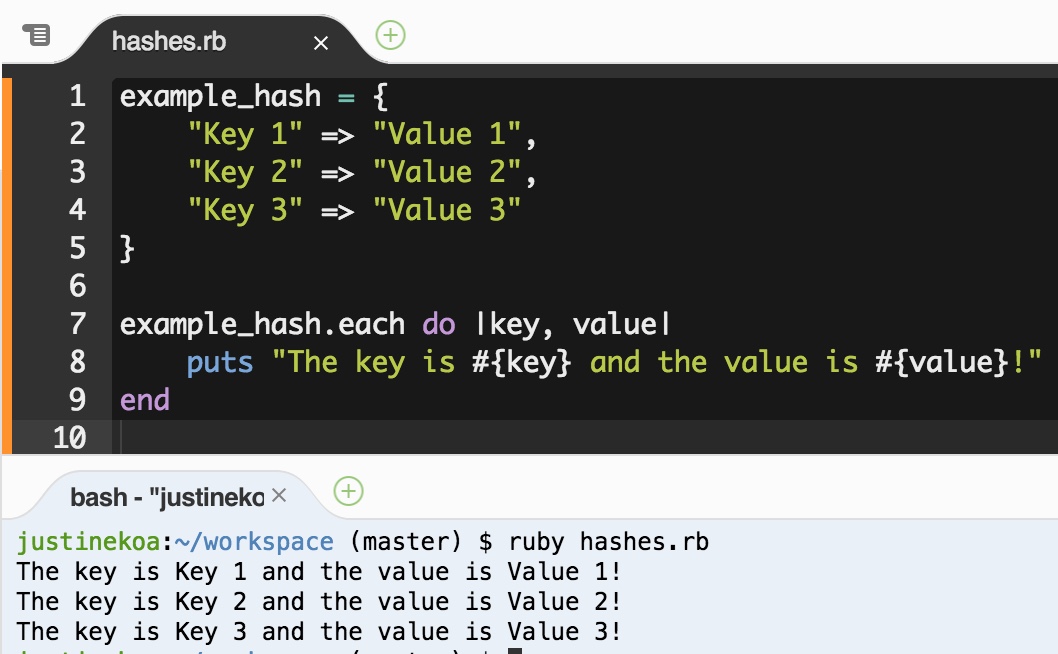 hashes.rb
1 example_hash = {
2     "Key 1" => "Value 1",
3     "Key 2" => "Value 2",
4     "Key 3" => "Value 3"
5 }
6
7 example_hash.each do |key, value|
8     puts "The key is #{key} and the value is #{value}!"
9 end
10
bash - "justineko
justinekoa:~/workspace (master) $ ruby hashes.rb
The key is Key 1 and the value is Value 1!
The key is Key 2 and the value is Value 2!
The key is Key 3 and the value is Value 3!